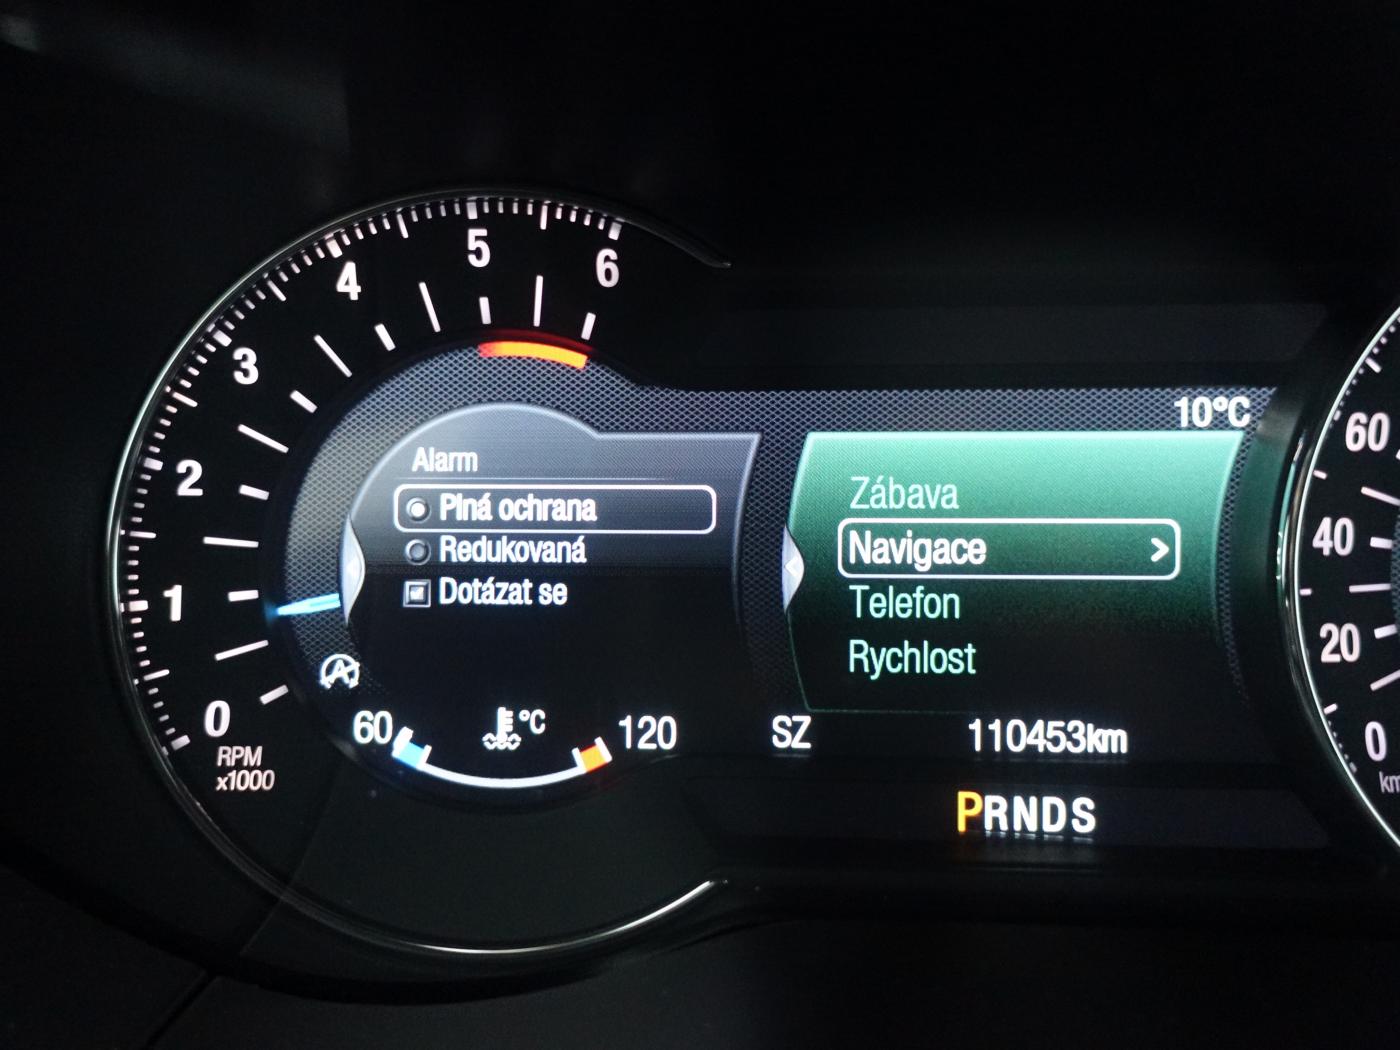 6
5
4
3
2
1
0
RPM
x1000
Alarm
Plná ochrana
Redukovaná
Dotázat se
A
60
°C
120
10°C
Zábava
Navigace >
Telefon
Rychlost
SZ
110453km
PRNDS
60
40
20
0